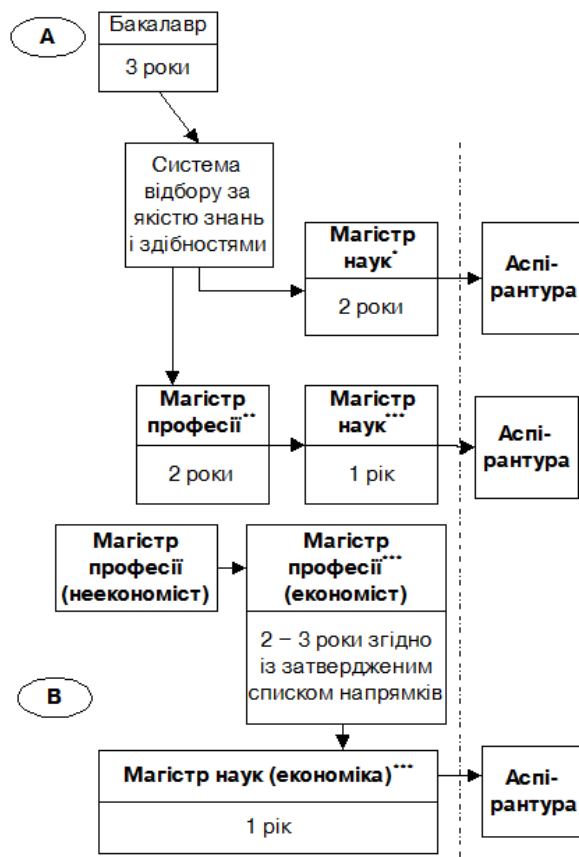 А
Бакалавр
3 роки
Система
відбору за
якістю знань
і здібностями
Магістр
наук*
2 роки
Аспі-
рантура
Магістр
професії**
2 роки
Магістр
наук***
1 рік
Аспі-
рантура
Магістр
професії
(неекономіст)
Магістр
професії***
(економіст)
2 – 3 роки згідно
із затвердженим
списком напрямків
В
Магістр наук (економіка)***
1 рік
Аспі-
рантура